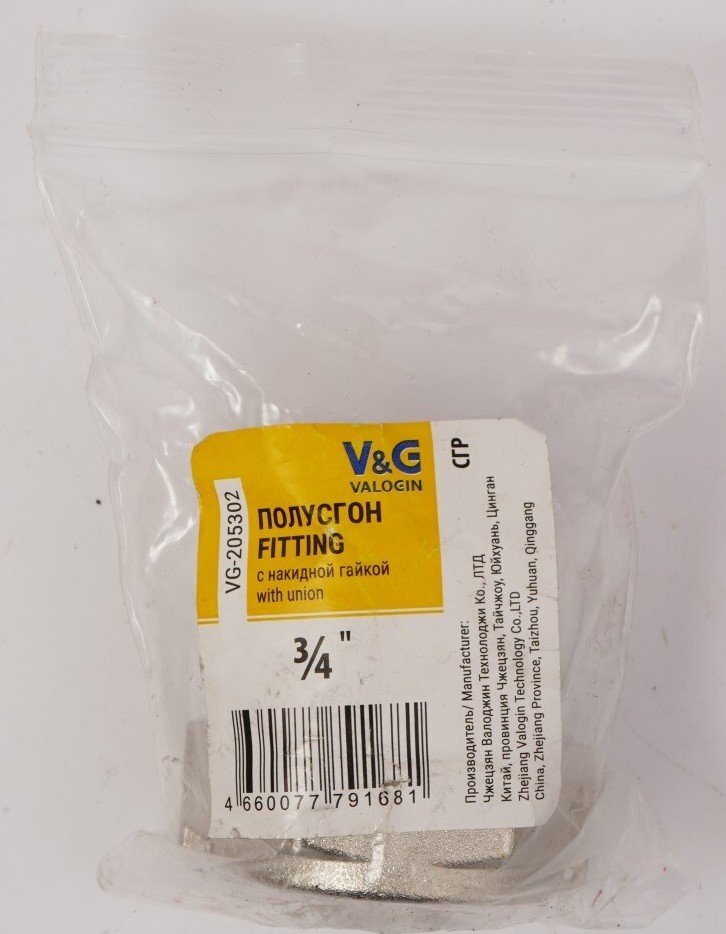 V&G
VALOGIN
VG-205302
ПОЛУСГОН
FITTING
с накидной гайкой
with union
3/4"
4 660077 791681
СГР
Производитель/ Manufacturer:
Чжецзян Валоджин Технолоджи Ко., ЛТД
Китай, провинция Чжецзян, Тайчжоу, Юйхуань, Цинган
Zhejiang Valogin Technology Co.,LTD
China, Zhejiang Province, Taizhou, Yuhuan, Qinggang